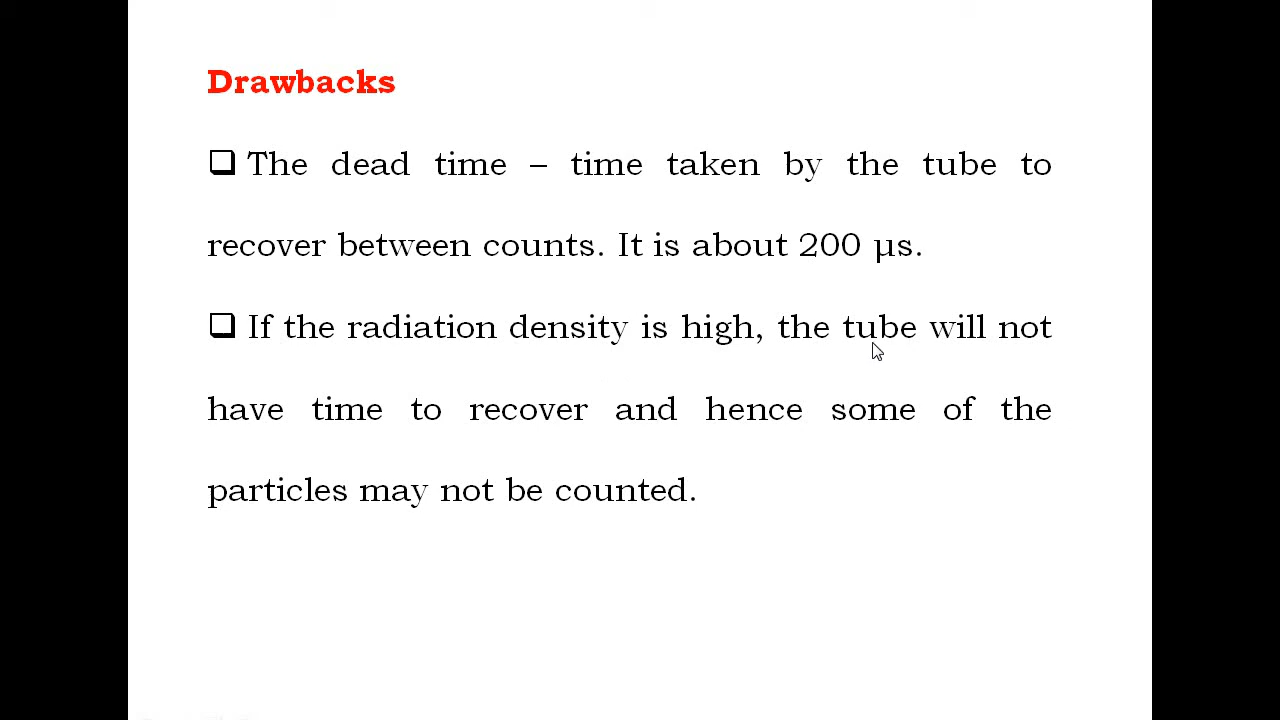 Drawbacks
❑ The dead time – time taken by the tube to
recover between counts. It is about 200 µs.
❑ If the radiation density is high, the tube will not
have time to recover and hence some of the
particles may not be counted.